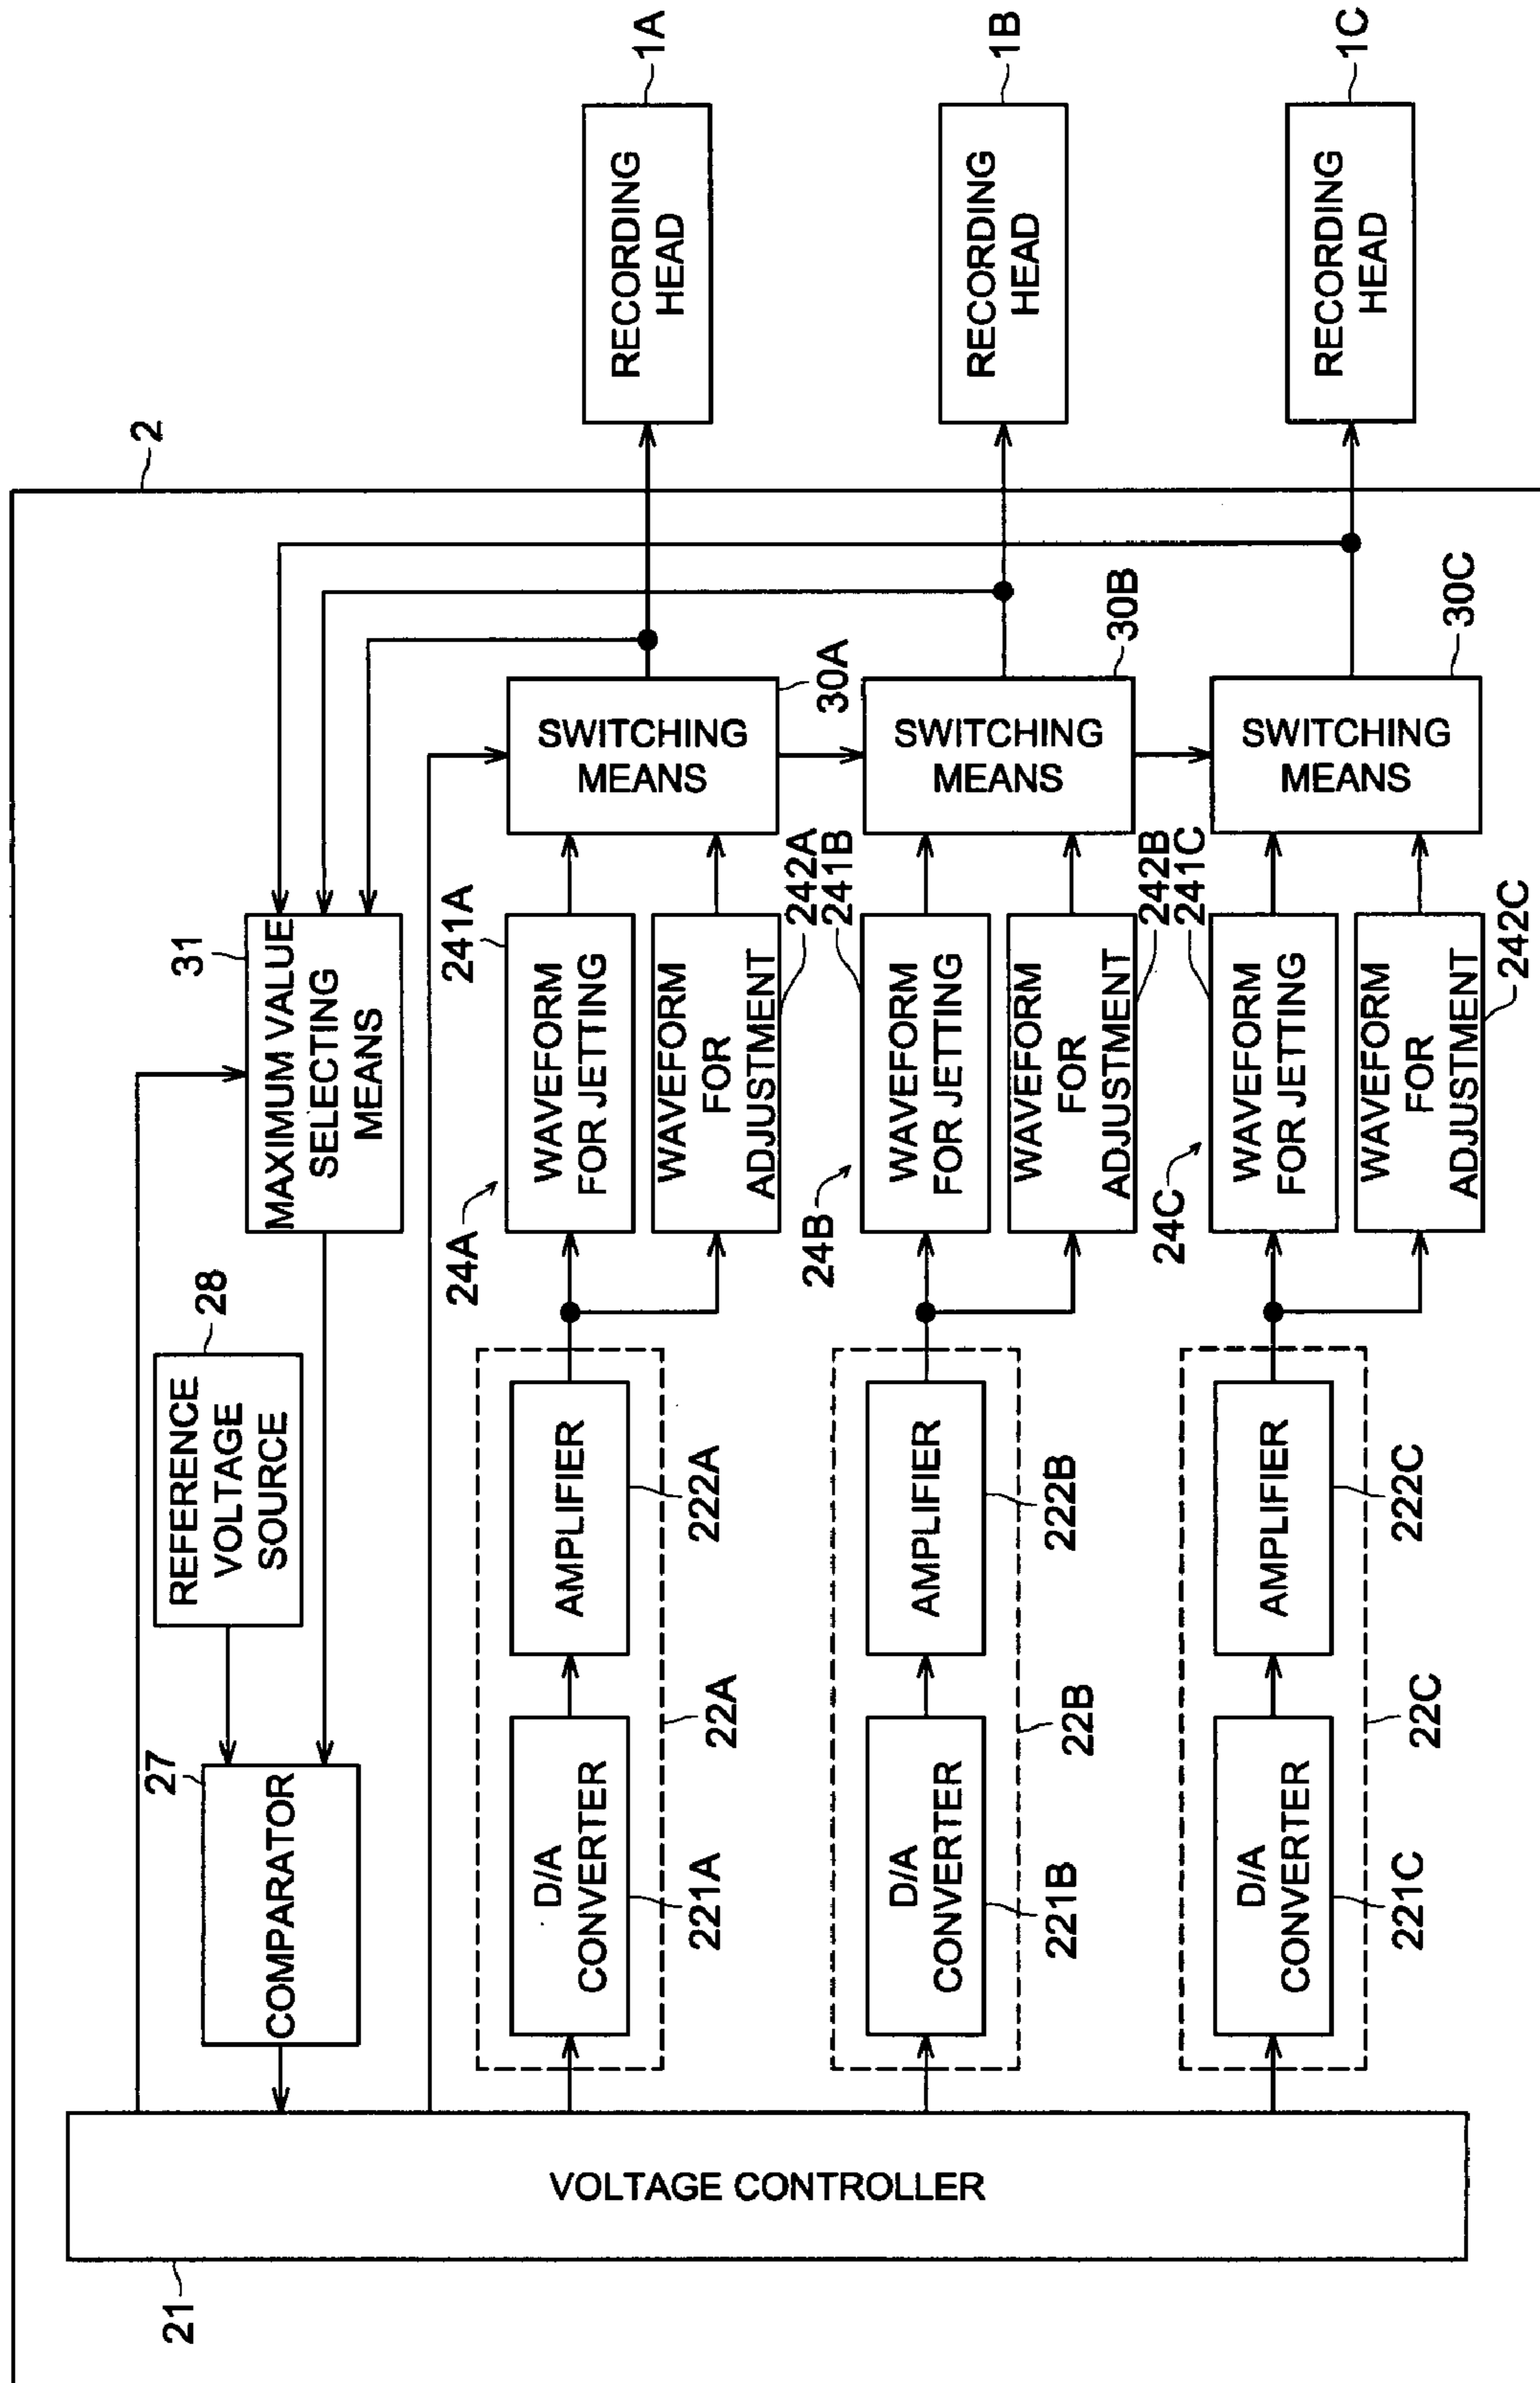 2
21
VOLTAGE CONTROLLER
27
COMPARATOR
28
REFERENCE
VOLTAGE
SOURCE
31
MAXIMUM VALUE
SELECTING
MEANS
22A
D/A
CONVERTER
221A
AMPLIFIER
222A
24A
WAVEFORM
FOR JETTING
241A
WAVEFORM
FOR
ADJUSTMENT
242A
SWITCHING
MEANS
30A
RECORDING
HEAD
1A
22B
D/A
CONVERTER
221B
AMPLIFIER
222B
24B
WAVEFORM
FOR JETTING
241B
WAVEFORM
FOR
ADJUSTMENT
242B
SWITCHING
MEANS
30B
RECORDING
HEAD
1B
22C
D/A
CONVERTER
221C
AMPLIFIER
222C
24C
WAVEFORM
FOR JETTING
241C
WAVEFORM
FOR
ADJUSTMENT
242C
SWITCHING
MEANS
30C
RECORDING
HEAD
1C